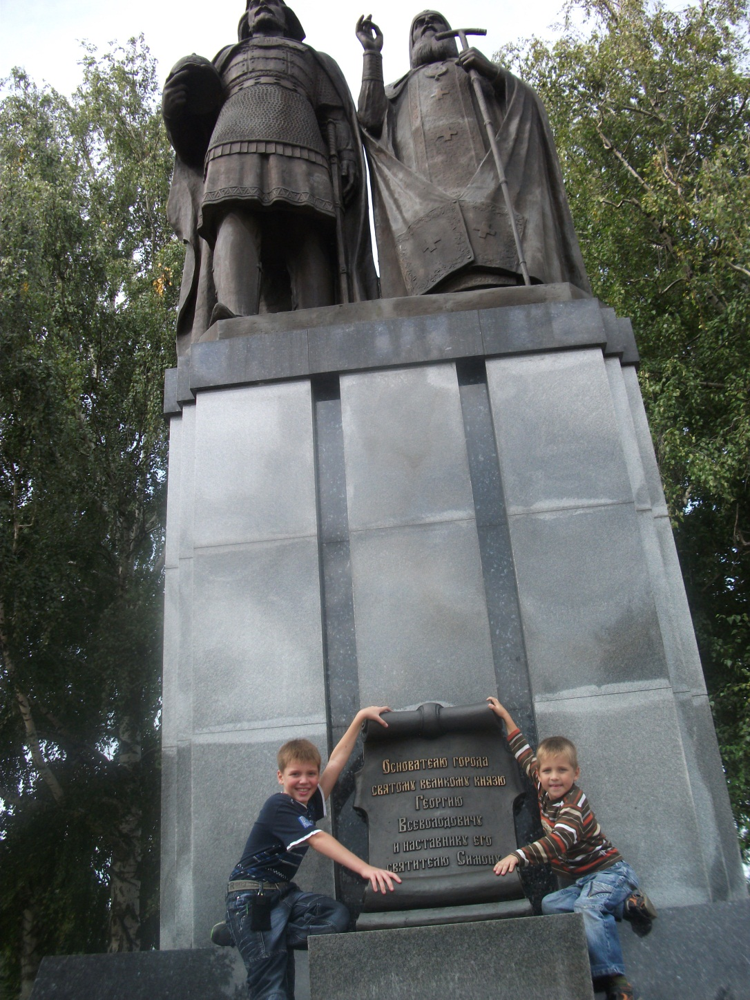 Основателю города
святому великому князю
Георгию
Всеволодовичу
и наставнику его
святителю Симону